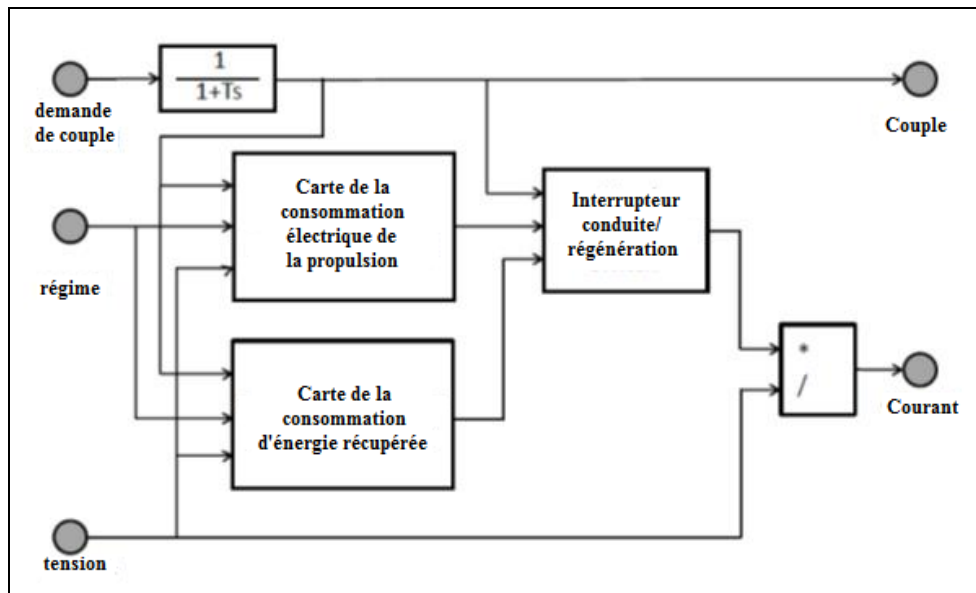 1
1+Ts
demande
de couple
Couple
Carte de la
consommation
électrique de
la propulsion
Interrupteur
conduite/
régénération
régime
*
/
Carte de la
consommation
d'énergie récupérée
Courant
tension